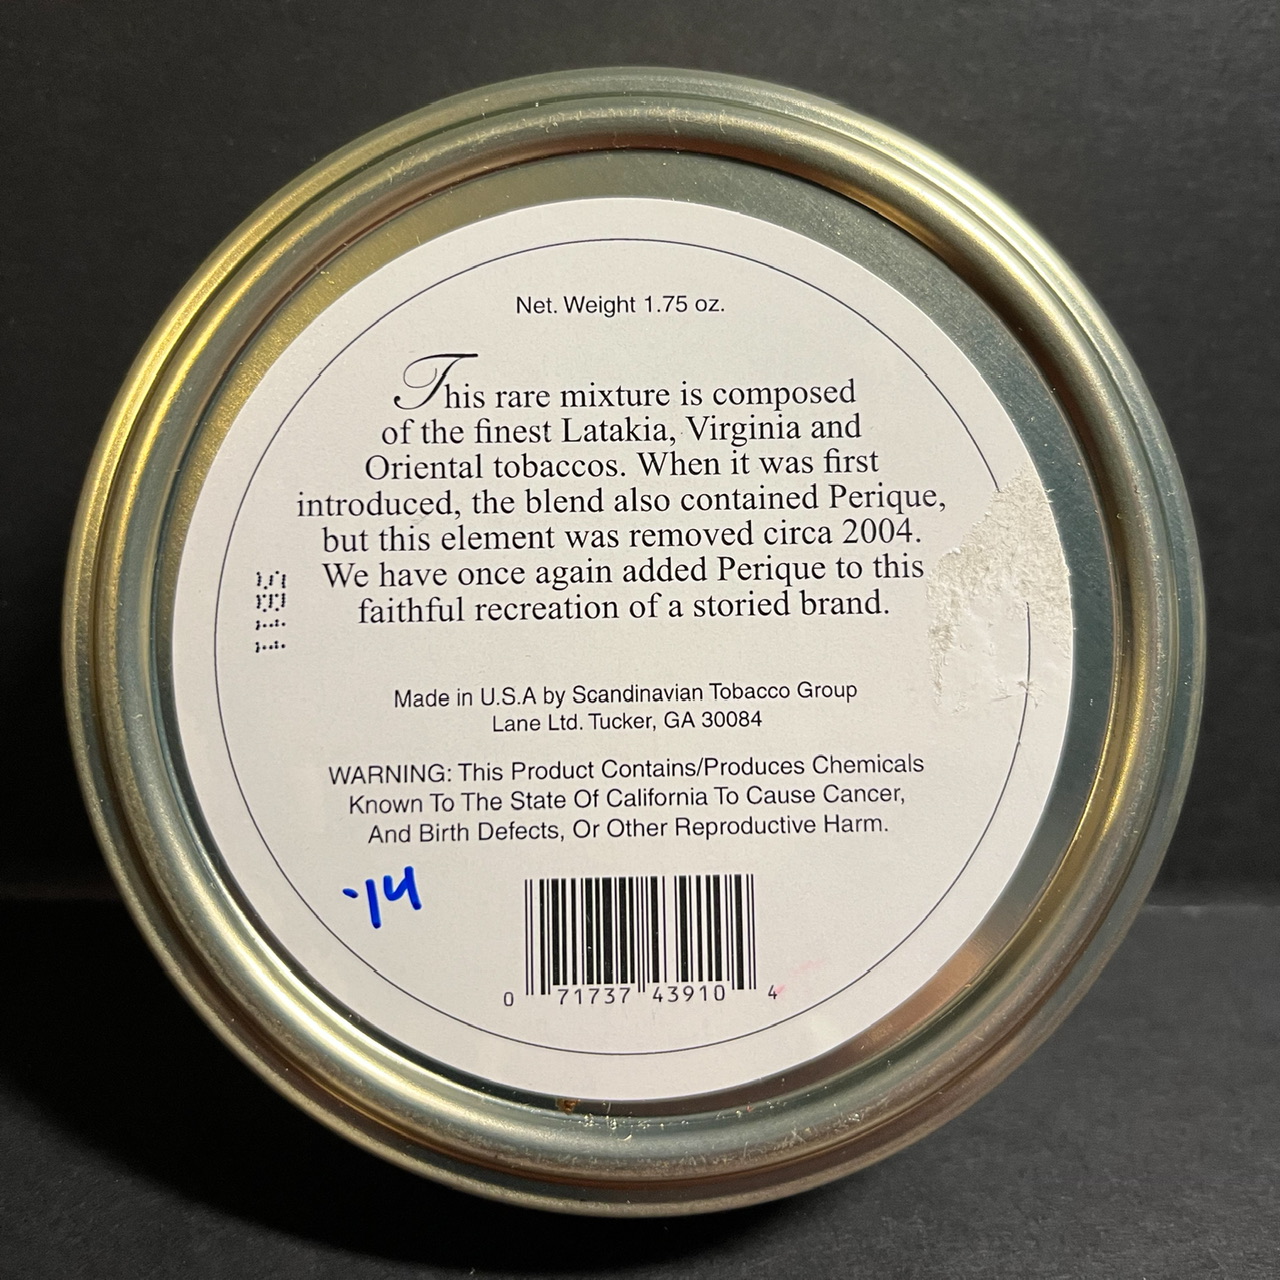 Net. Weight 1.75 oz.
This rare mixture is composed
of the finest Latakia, Virginia and
Oriental tobaccos. When it was first
introduced, the blend also contained Perique,
but this element was removed circa 2004.
We have once again added Perique to this
faithful recreation of a storied brand.
Made in U.S.A by Scandinavian Tobacco Group
Lane Ltd. Tucker, GA 30084
WARNING: This Product Contains/Produces Chemicals
Known To The State Of California To Cause Cancer,
And Birth Defects, Or Other Reproductive Harm.
-14
0 71737 43910 4